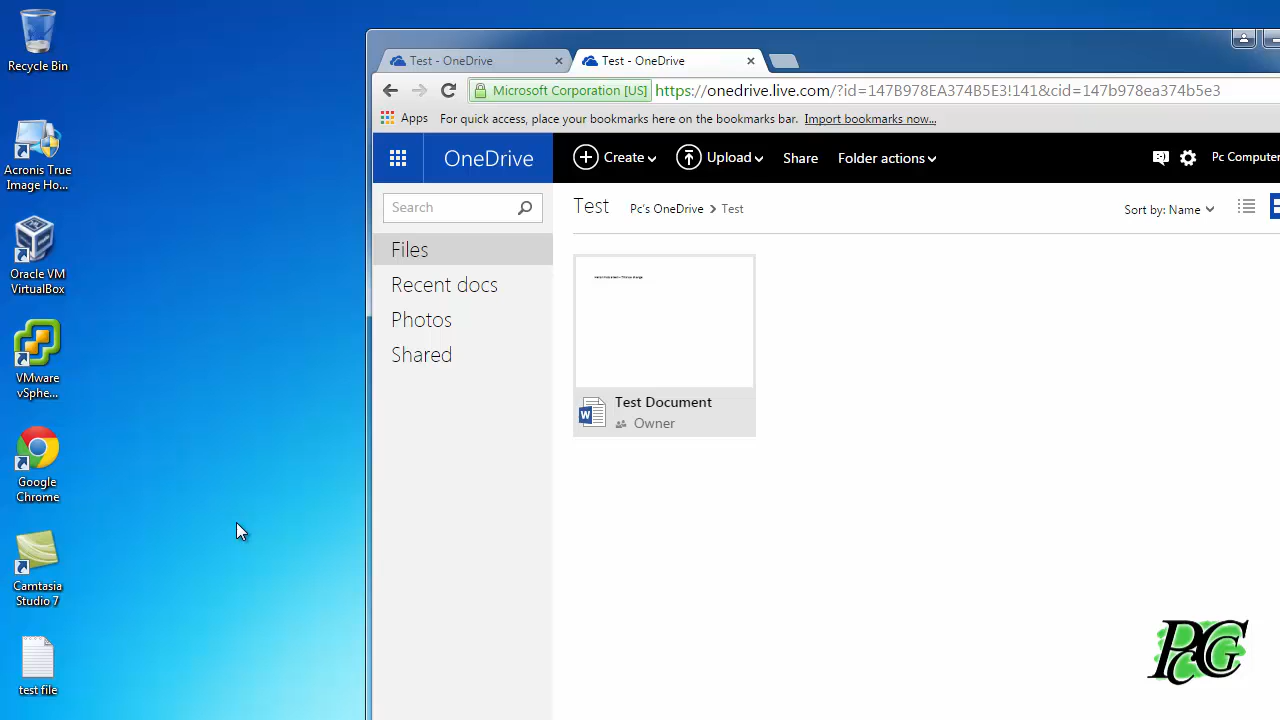 Recycle Bin
Acronis True
Image Ho...
Oracle VM
VirtualBox
VMware
vSphe...
Google
Chrome
Camtasia
Studio 7
test file
Test - OneDrive
Test - OneDrive
Microsoft Corporation [US]
https://onedrive.live.com/?id=147B978EA374B5E3!141&cid=147b978ea374b5e3
Apps
For quick access, place your bookmarks here on the bookmarks bar. Import bookmarks now...
OneDrive
Create
Upload
Share
Folder actions
Pc Computer
Search
Test
Pc's OneDrive > Test
Sort by: Name
Files
Recent docs
Photos
Shared
W
Test Document
Owner
PCG